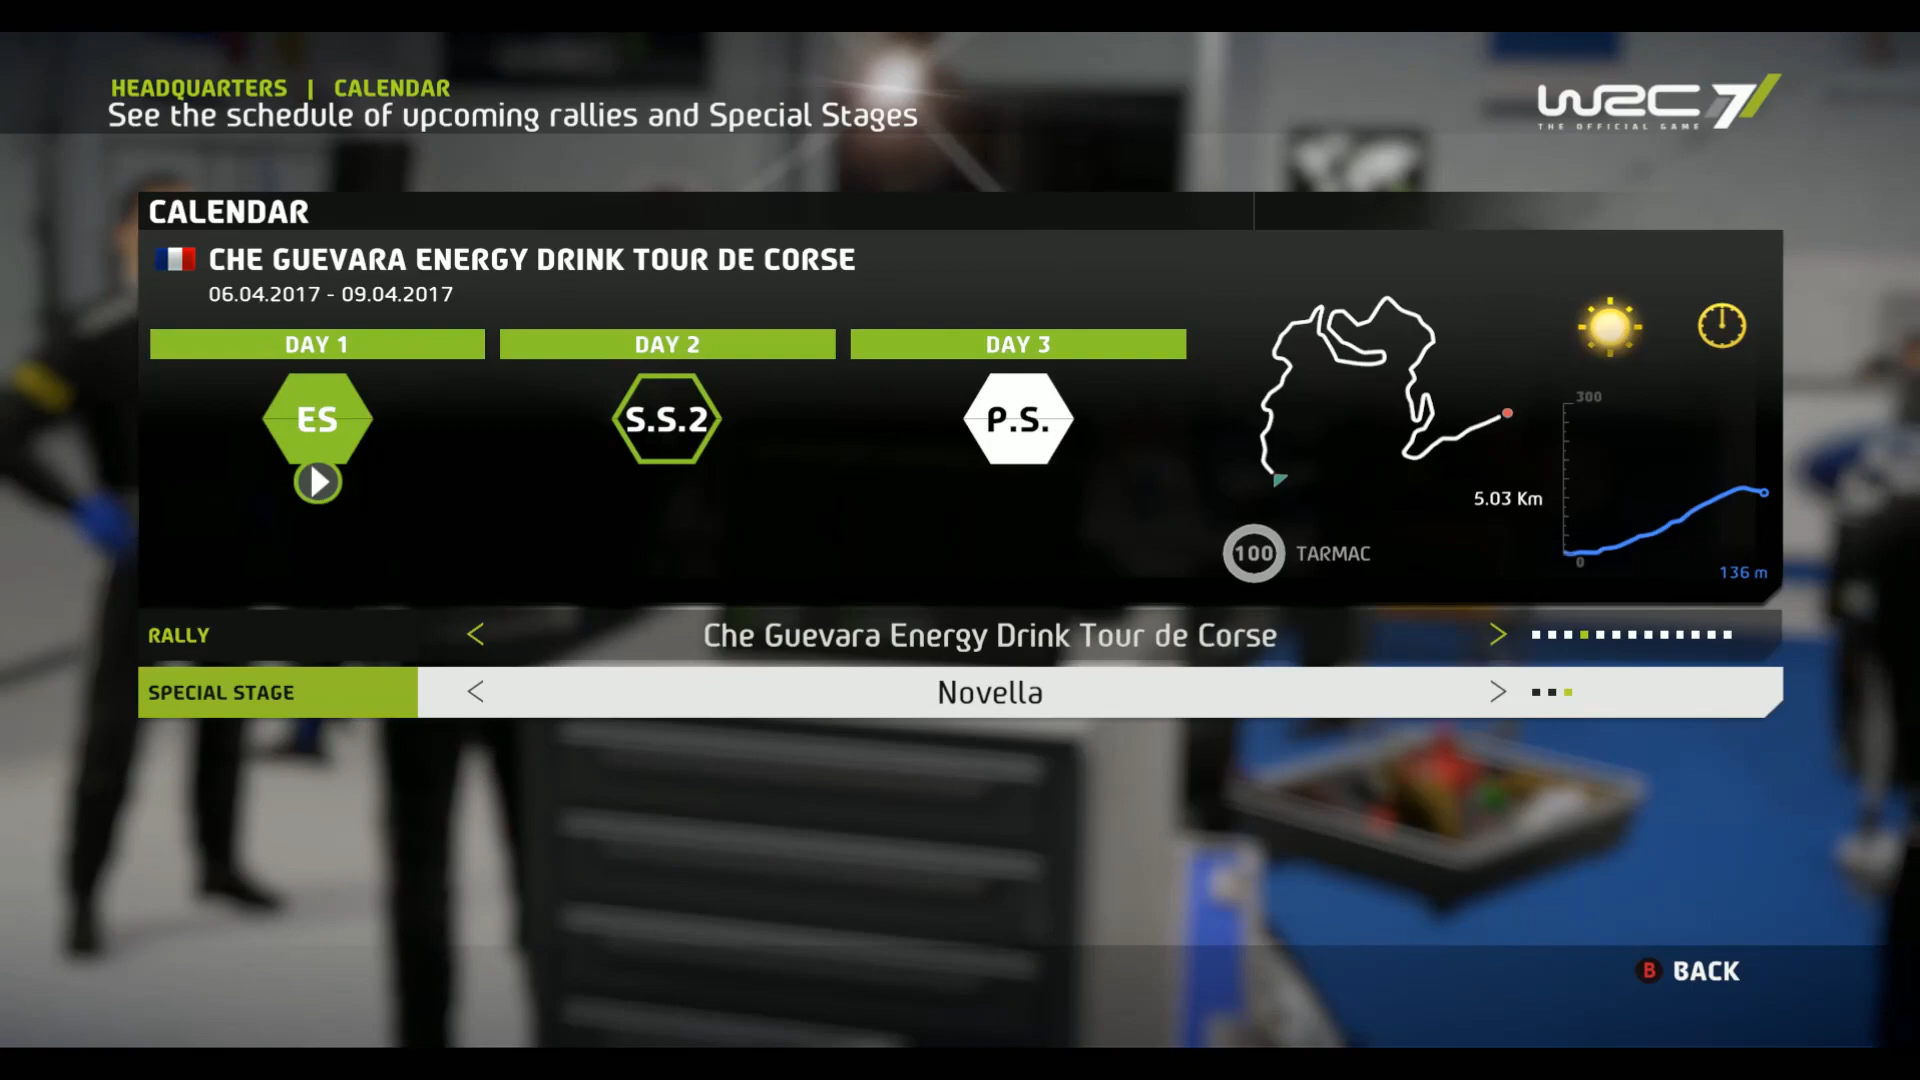 HEADQUARTERS | CALENDAR
See the schedule of upcoming rallies and Special Stages
WRC 7
THE OFFICIAL GAME
CALENDAR
CHE GUEVARA ENERGY DRINK TOUR DE CORSE
06.04.2017 - 09.04.2017
DAY 1
DAY 2
DAY 3
ES
S.S.2
P.S.
300
0
5.03 Km
136 m
100 TARMAC
RALLY
< Che Guevara Energy Drink Tour de Corse >
SPECIAL STAGE
< Novella >
B BACK